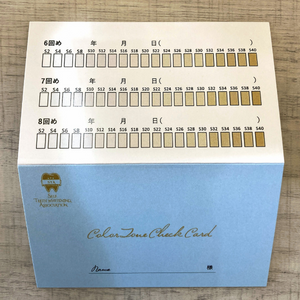 6回め 年 月 日( )
S2 S4 S6 S8 S10 S12 S14 S16 S18 S20 S22 S24 S26 S28 S30 S32 S34 S36 S38 S40
7回め 年 月 日( )
S2 S4 S6 S8 S10 S12 S14 S16 S18 S20 S22 S24 S26 S28 S30 S32 S34 S36 S38 S40
8回め 年 月 日( )
S2 S4 S6 S8 S10 S12 S14 S16 S18 S20 S22 S24 S26 S28 S30 S32 S34 S36 S38 S40
Self
Toothwhitening
Association
Color Tone Check Card
Name 様